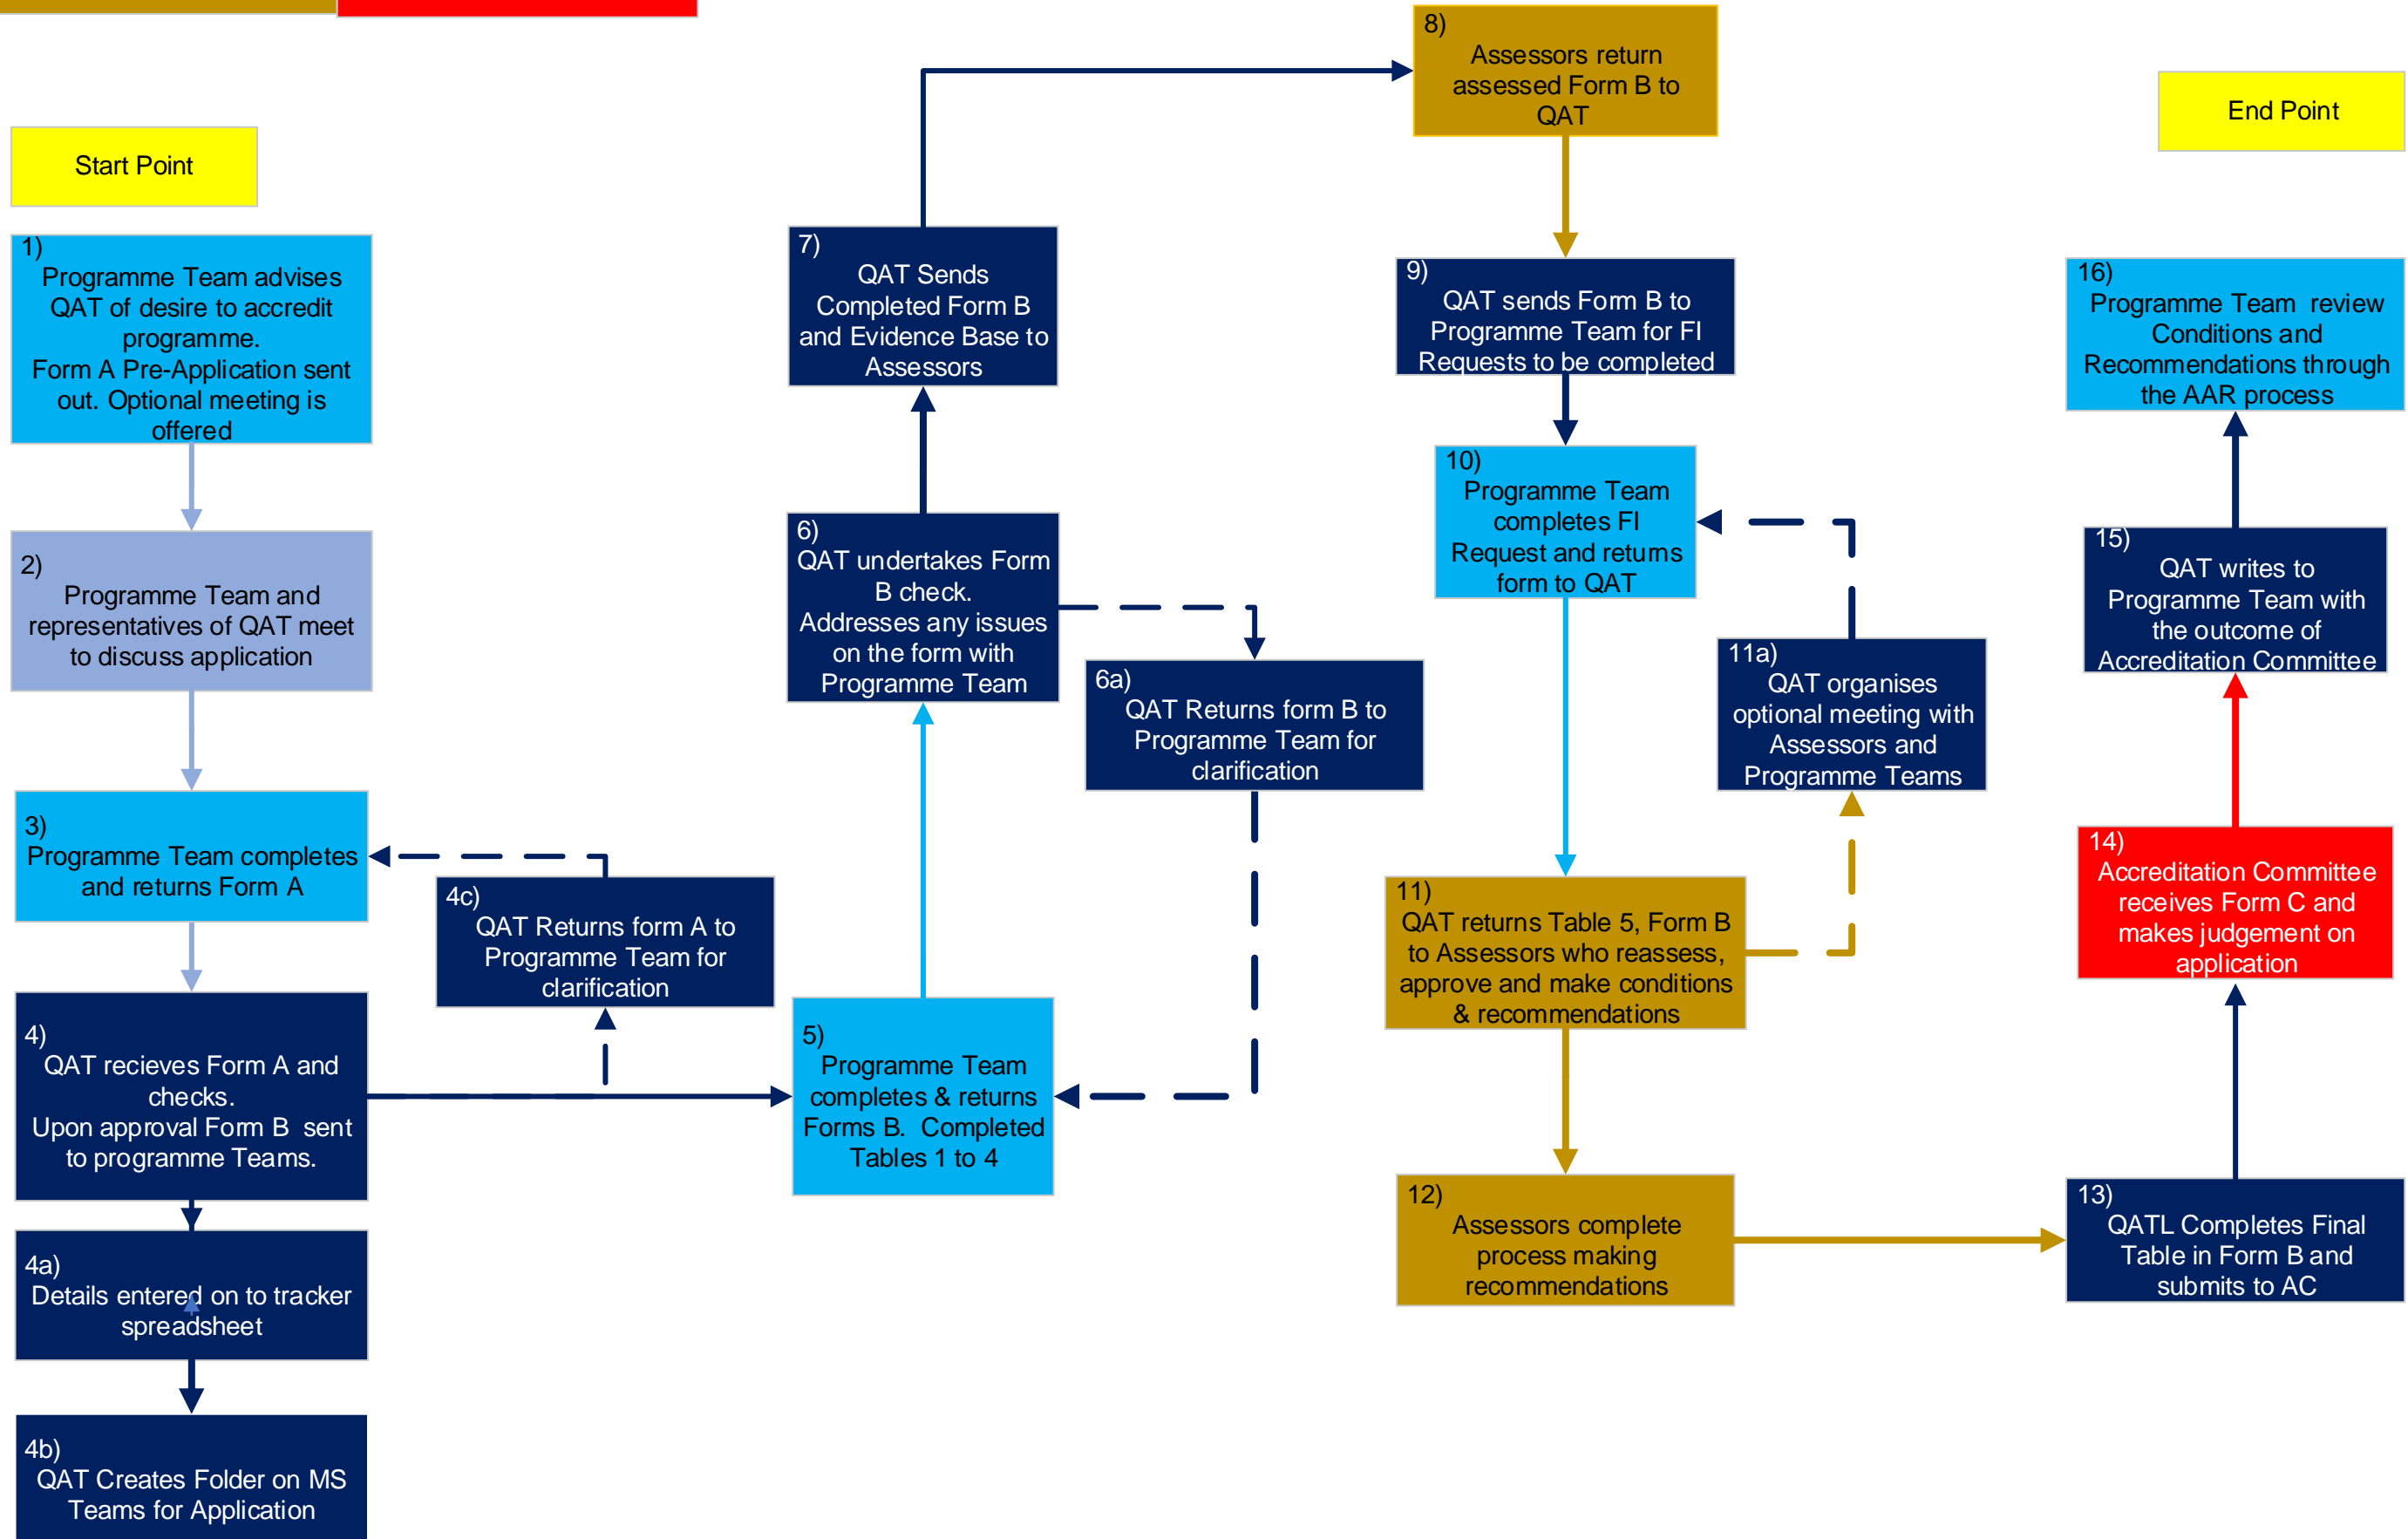 Start Point
1)
Programme Team advises
QAT of desire to accredit
programme.
Form A Pre-Application sent
out. Optional meeting is
offered
2)
Programme Team and
representatives of QAT meet
to discuss application
3)
Programme Team completes
and returns Form A
4)
QAT recieves Form A and
checks.
Upon approval Form B sent
to programme Teams.
4a)
Details entered on to tracker
spreadsheet
4b)
QAT Creates Folder on MS
Teams for Application
4c)
QAT Returns form A to
Programme Team for
clarification
5)
Programme Team
completes & returns
Forms B. Completed
Tables 1 to 4
6)
QAT undertakes Form
B check.
Addresses any issues
on the form with
Programme Team
6a)
QAT Returns form B to
Programme Team for
clarification
7)
QAT Sends
Completed Form B
and Evidence Base to
Assessors
8)
Assessors return
assessed Form B to
QAT
9)
QAT sends Form B to
Programme Team for FI
Requests to be completed
10)
Programme Team
completes FI
Request and returns
form to QAT
11)
QAT returns Table 5, Form B
to Assessors who reassess,
approve and make conditions
& recommendations
11a)
QAT organises
optional meeting with
Assessors and
Programme Teams
12)
Assessors complete
process making
recommendations
13)
QATL Completes Final
Table in Form B and
submits to AC
14)
Accreditation Committee
receives Form C and
makes judgement on
application
15)
QAT writes to
Programme Team with
the outcome of
Accreditation Committee
16)
Programme Team review
Conditions and
Recommendations through
the AAR process
End Point